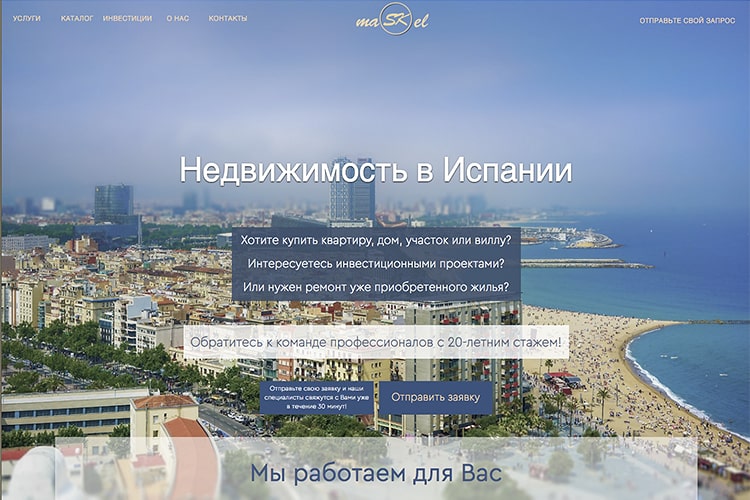 УСЛУГИ КАТАЛОГ ИНВЕСТИЦИИ О НАС КОНТАКТЫ
maSKel
ОТПРАВЬТЕ СВОЙ ЗАПРОС
Недвижимость в Испании
Хотите купить квартиру, дом, участок или виллу?
Интересуетесь инвестиционными проектами?
Или нужен ремонт уже приобретенного жилья?
Обратитесь к команде профессионалов с 20-летним стажем!
Отправьте свою заявку и наши
специалисты свяжутся с Вами уже
в течение 30 минут!
Отправить заявку
Мы работаем для Вас